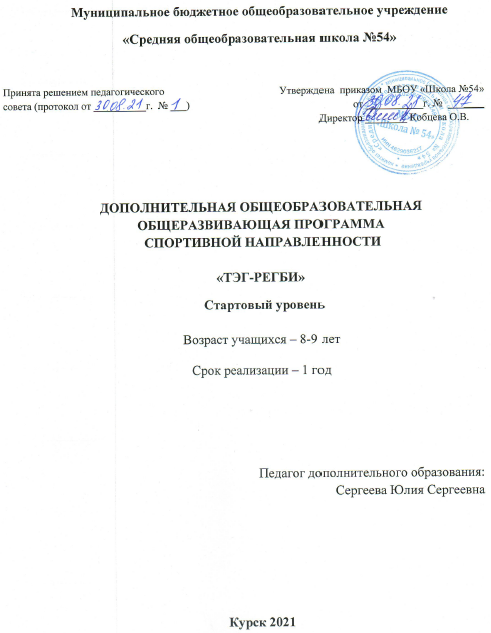 Муниципальное бюджетное общеобразовательное учреждение
«Средняя общеобразовательная школа №54»
Принята решением педагогического
совета (протокол от 30.08.21 г. № 1 )
Утверждена приказом МБОУ «Школа №54»
от 30.08.21 г. № 47
Директор Кобцева О.В.
Школа № 54
ДОПОЛНИТЕЛЬНАЯ ОБЩЕОБРАЗОВАТЕЛЬНАЯ
ОБЩЕРАЗВИВАЮЩАЯ ПРОГРАММА
СПОРТИВНОЙ НАПРАВЛЕННОСТИ
«ТЭГ-РЕГБИ»
Стартовый уровень
Возраст учащихся – 8-9 лет
Срок реализации – 1 год
Педагог дополнительного образования:
Сергеева Юлия Сергеевна
Курск 2021